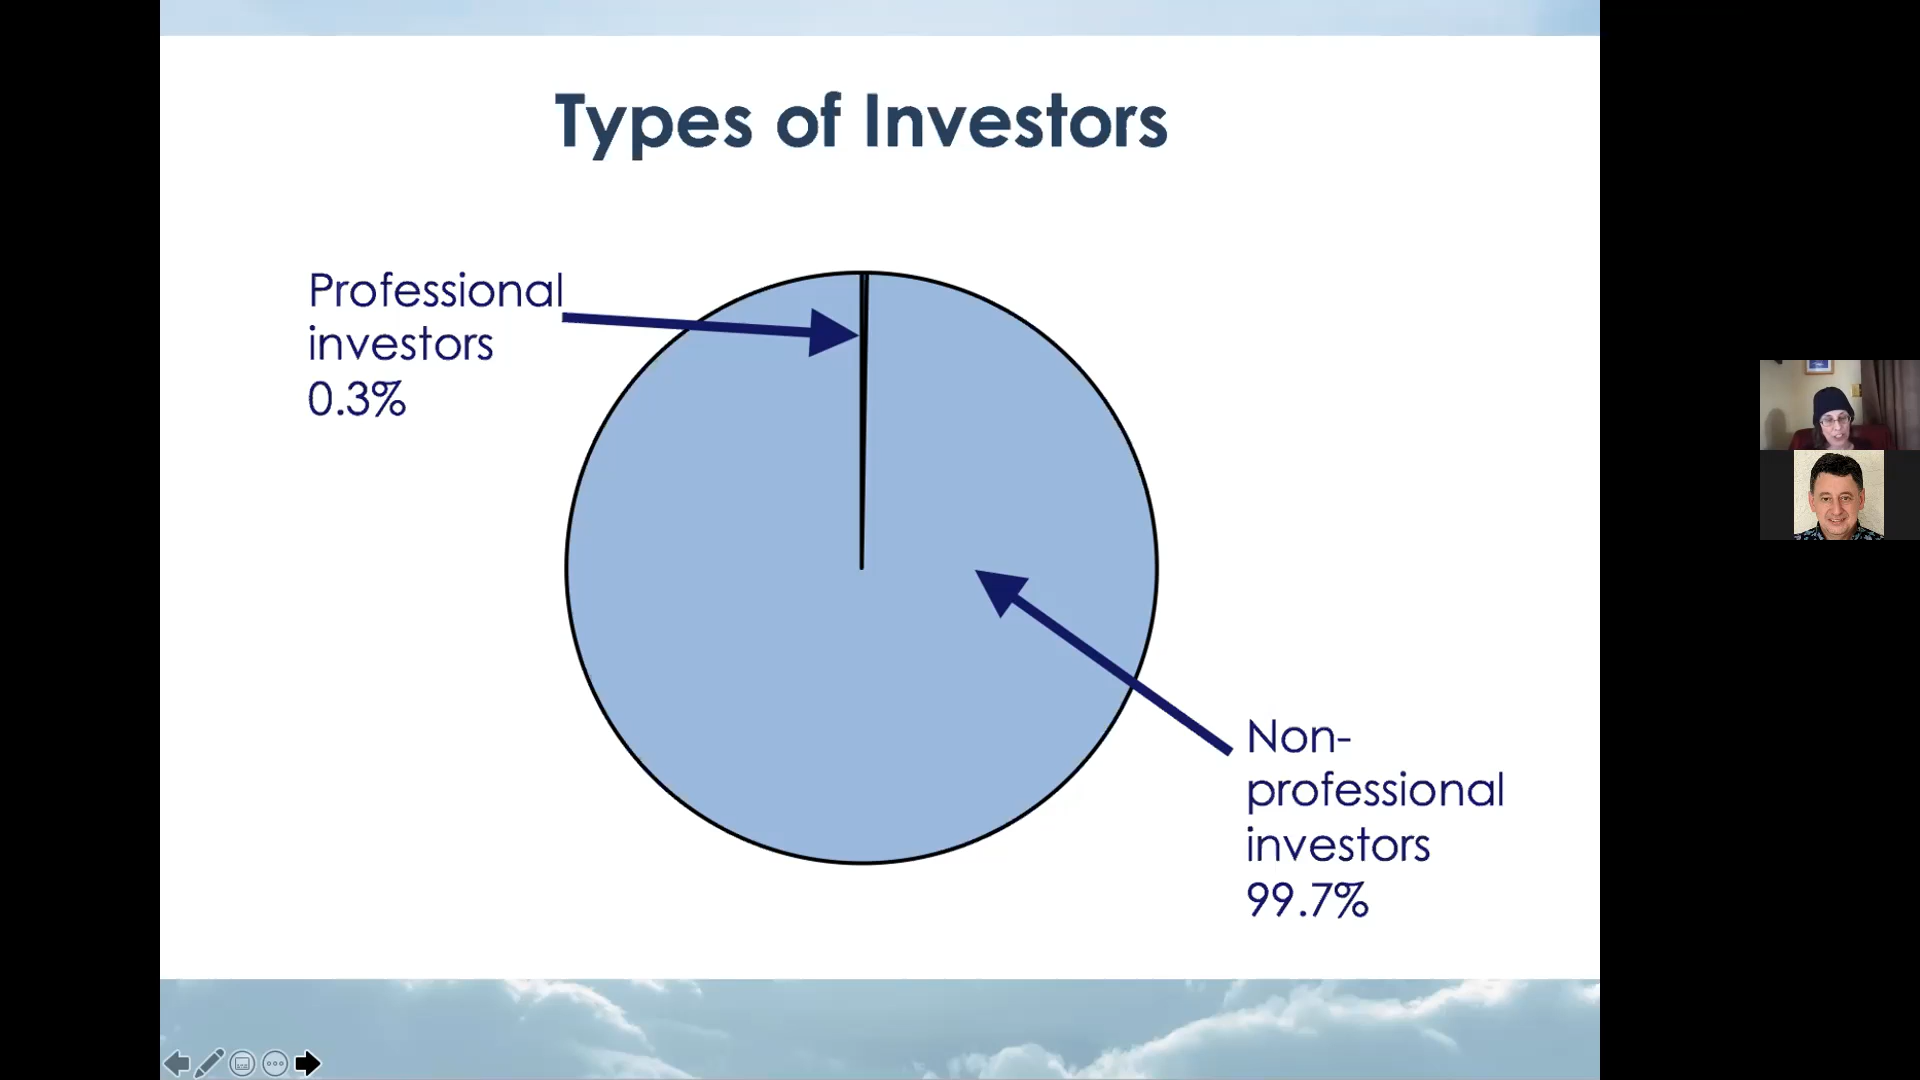 Types of Investors
Professional
investors
0.3%
Non-
professional
investors
99.7%